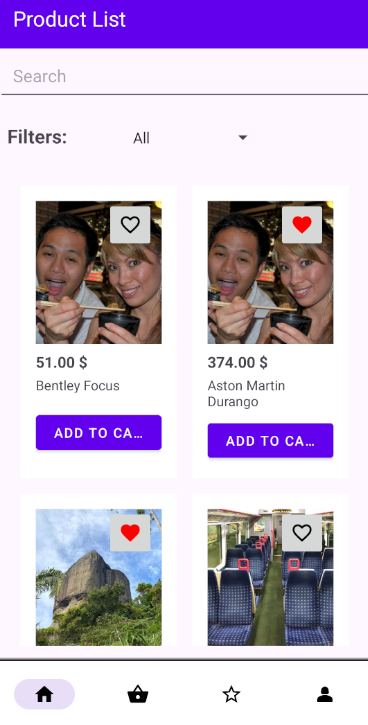 Product List
Search
Filters:
All
51.00 $
Bentley Focus
ADD TO CA...
374.00 $
Aston Martin
Durango
ADD TO CA...